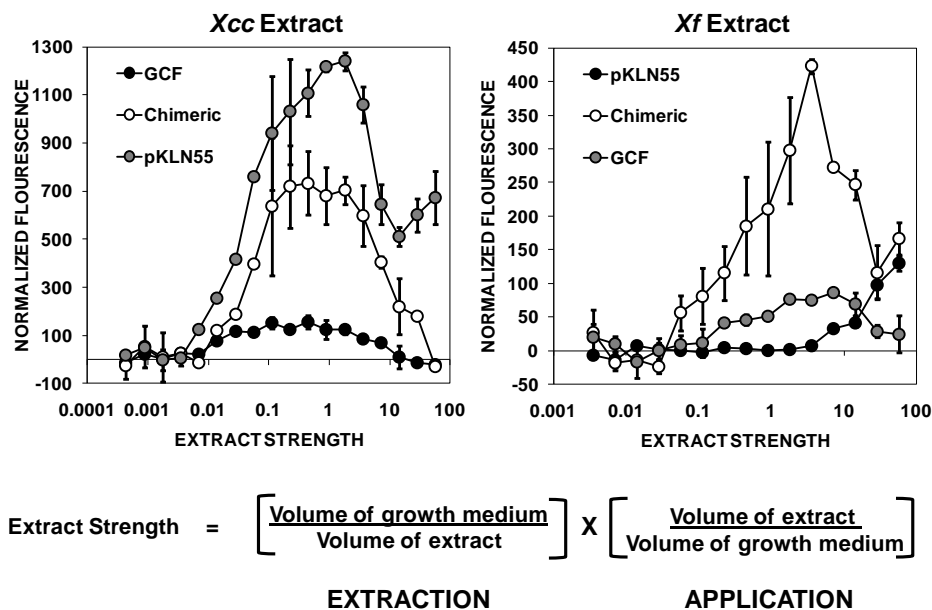 Xcc Extract
NORMALIZED FLOURESCENCE
1300
1100
900
700
500
300
100
-100
GCF
Chimeric
pKLN55
0.0001 0.001 0.01 0.1 1 10 100
EXTRACT STRENGTH
Xf Extract
NORMALIZED FLOURESCENCE
450
400
350
300
250
200
150
100
50
0
-50
pKLN55
Chimeric
GCF
0.001 0.01 0.1 1 10 100
EXTRACT STRENGTH
Extract Strength = [Volume of growth medium / Volume of extract] X [Volume of extract / Volume of growth medium]
EXTRACTION APPLICATION